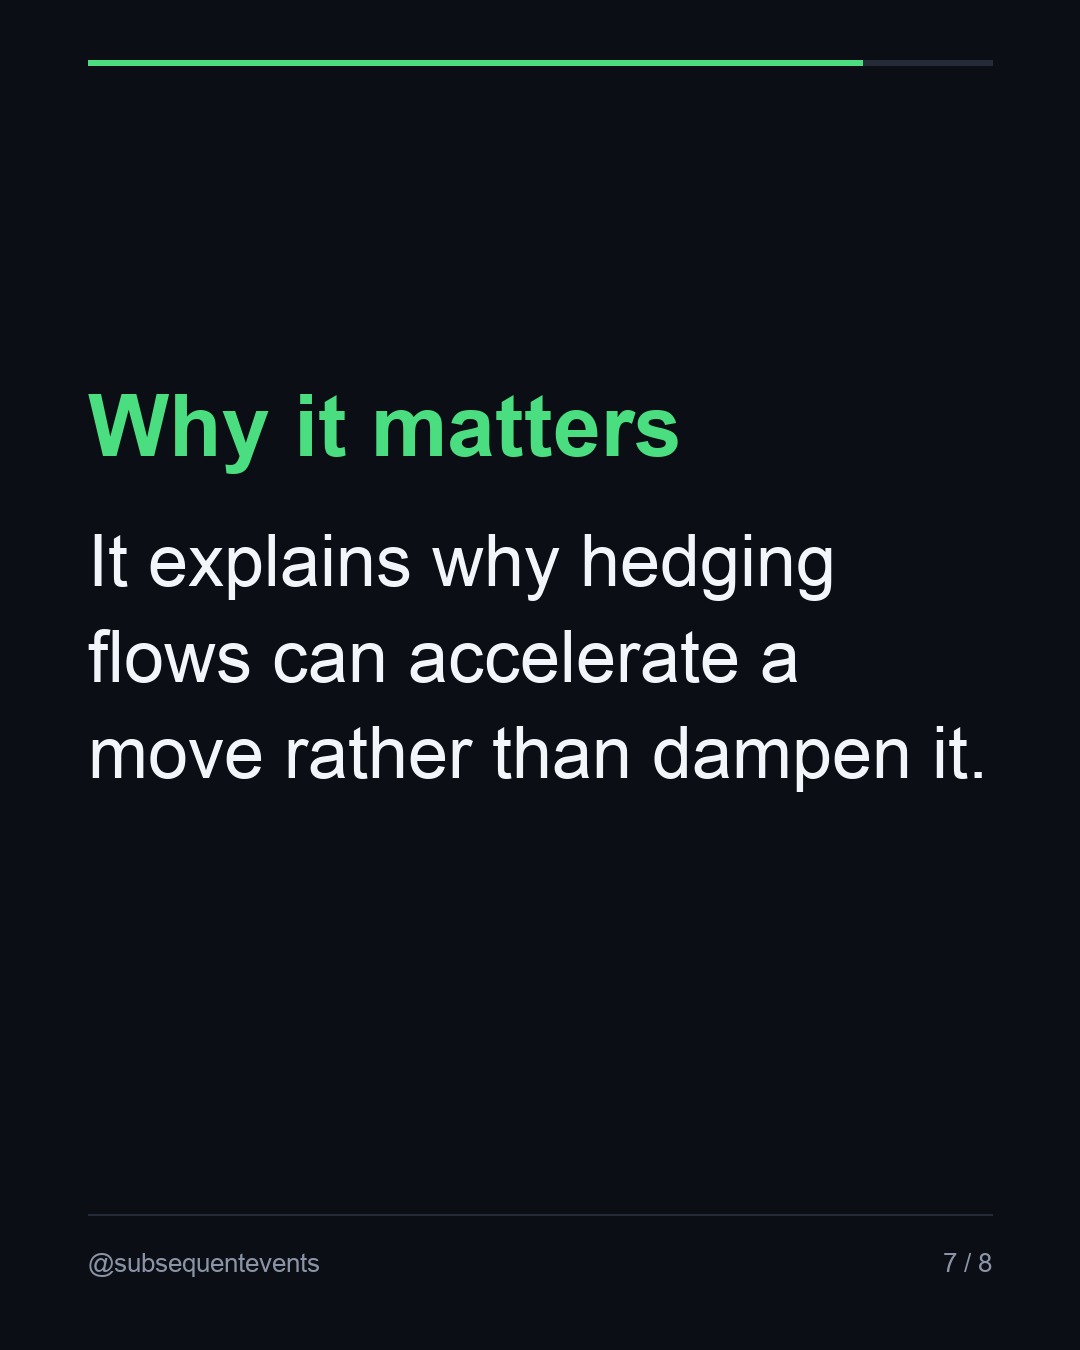 Why it matters
It explains why hedging
flows can accelerate a
move rather than dampen it.
@subsequentevents
7 / 8